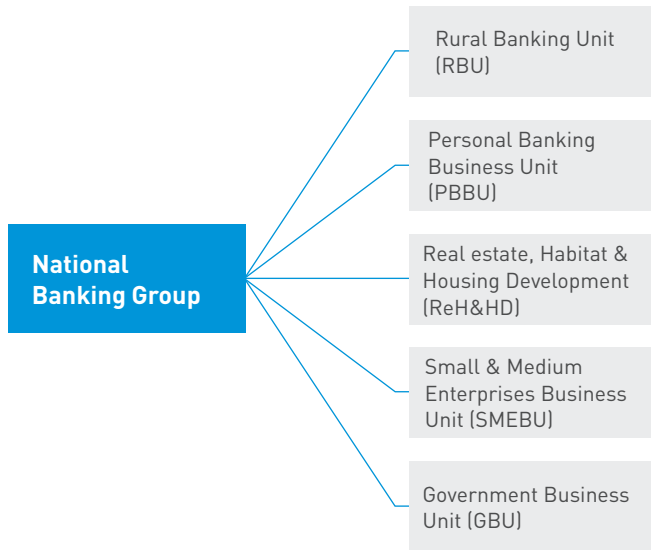 Rural Banking Unit
(RBU)
Personal Banking
Business Unit
(PBBU)
National
Banking Group
Real estate, Habitat &
Housing Development
(ReH&HD)
Small & Medium
Enterprises Business
Unit (SMEBU)
Government Business
Unit (GBU)